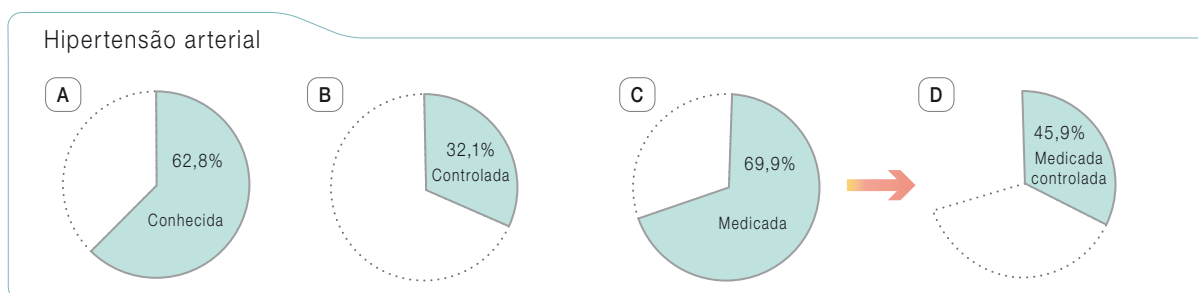 Hipertensão arterial
A
62,8%
Conhecida
B
32,1%
Controlada
C
69,9%
Medicada
D
45,9%
Medicada
controlada